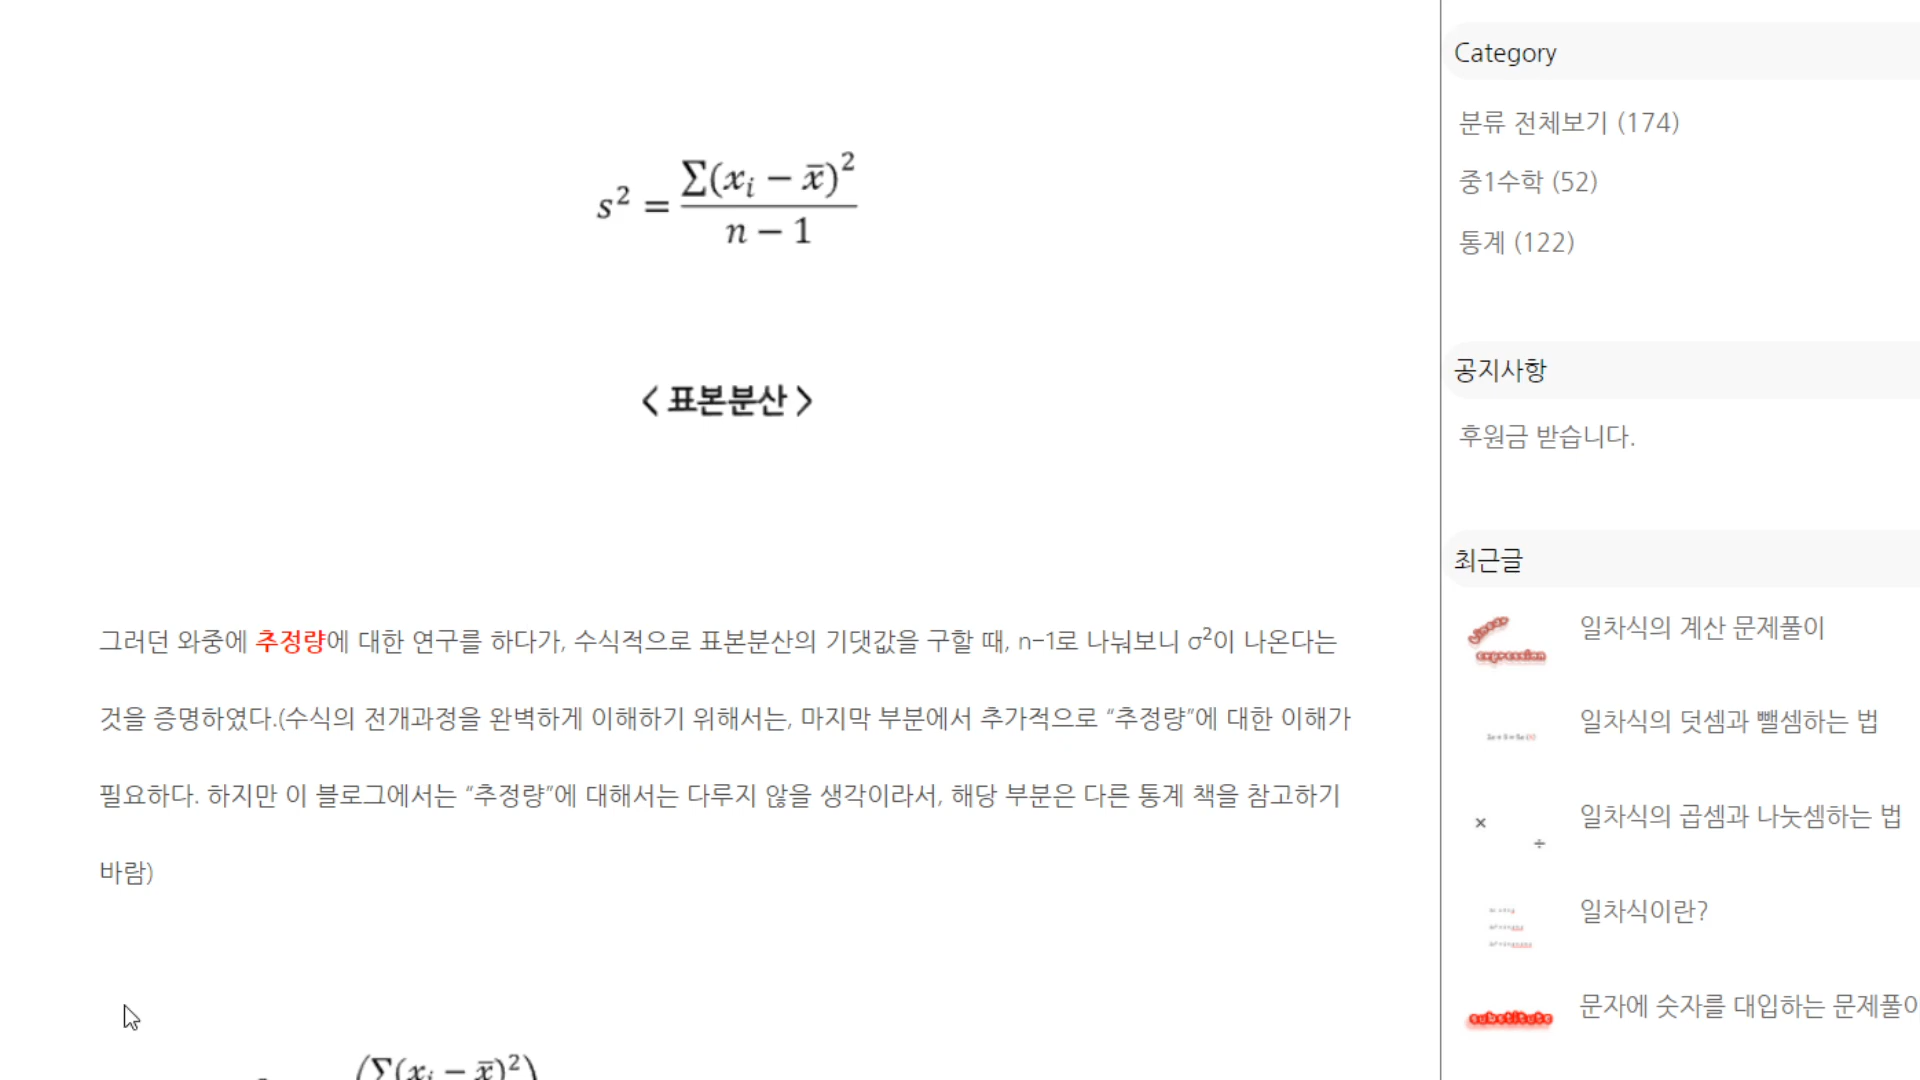 s² = Σ(xᵢ − x̄)² / n − 1
< 표본분산 >
그러던 와중에 추정량에 대한 연구를 하다가, 수식적으로 표본분산의 기댓값을 구할 때, n-1로 나눠보니 σ²이 나온다는
것을 증명하였다.(수식의 전개과정을 완벽하게 이해하기 위해서는, 마지막 부분에서 추가적으로 “추정량”에 대한 이해가
필요하다. 하지만 이 블로그에서는 “추정량”에 대해서는 다루지 않을 생각이라서, 해당 부분은 다른 통계 책을 참고하기
바람)
(Σ(xᵢ − x̄)²)
Category
분류 전체보기 (174)
중1수학 (52)
통계 (122)
공지사항
후원금 받습니다.
최근글
expression
일차식의 계산 문제풀이
일차식의 덧셈과 뺄셈하는 법
× ÷
일차식의 곱셈과 나눗셈하는 법
일차식이란?
substitute
문자에 숫자를 대입하는 문제풀이